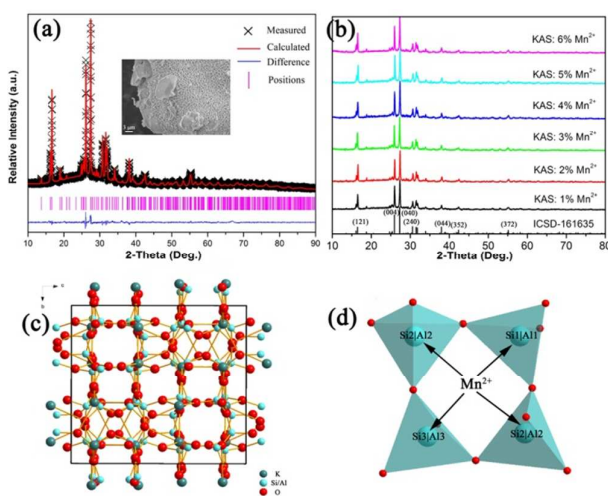 (a)
Measured
Calculated
Difference
Positions
Relative Intensity (a.u.)
10 20 30 40 50 60 70 80 90
2-Theta (Deg.)
(b)
KAS: 6% Mn2+
KAS: 5% Mn2+
KAS: 4% Mn2+
KAS: 3% Mn2+
KAS: 2% Mn2+
KAS: 1% Mn2+
(121)
(040)
(240)
(044)
(352)
(372)
ICSD-161635
10 20 30 40 50 60 70 80
2-Theta (Deg.)
(c)
c
K
Si/Al
O
(d)
Si2|Al2
Si1|Al1
Mn2+
Si3|Al3
Si2|Al2